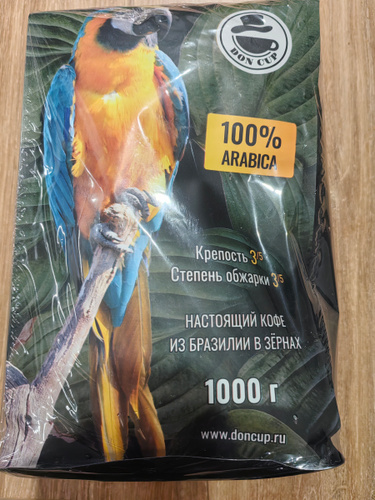 DON CUP
100%
ARABICA
Крепость 3/5
Степень обжарки 3/5
НАСТОЯЩИЙ КОФЕ
ИЗ БРАЗИЛИИ В ЗЁРНАХ
1000 г
www.doncup.ru